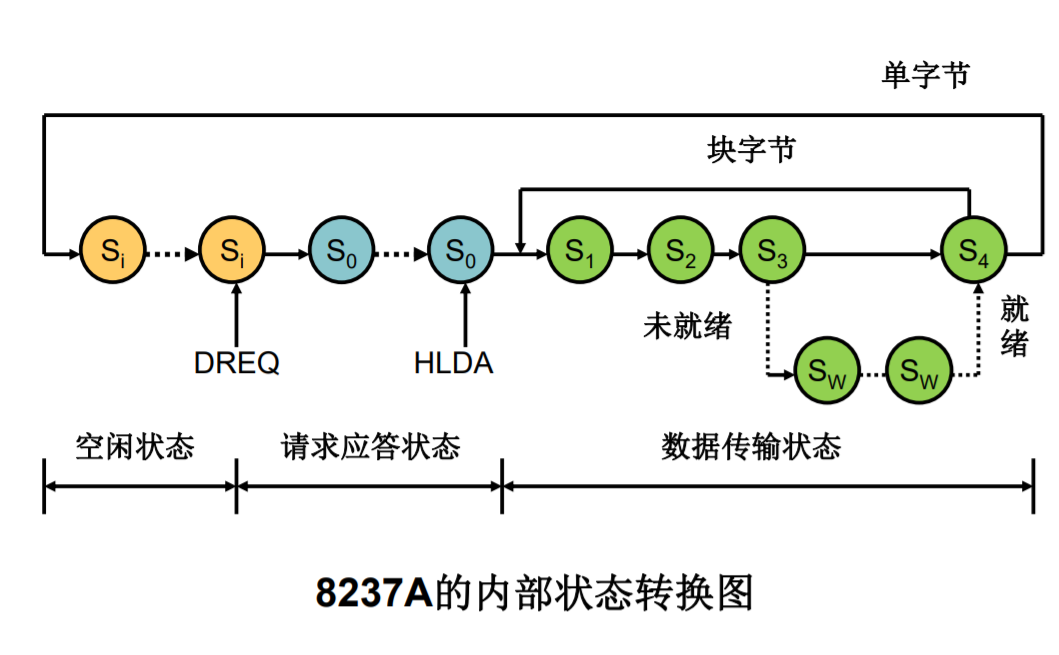 单字节
块字节
Si
Si
S0
S0
S1
S2
S3
S4
未就绪
就
绪
DREQ
HLDA
SW
SW
空闲状态
请求应答状态
数据传输状态
8237A的内部状态转换图